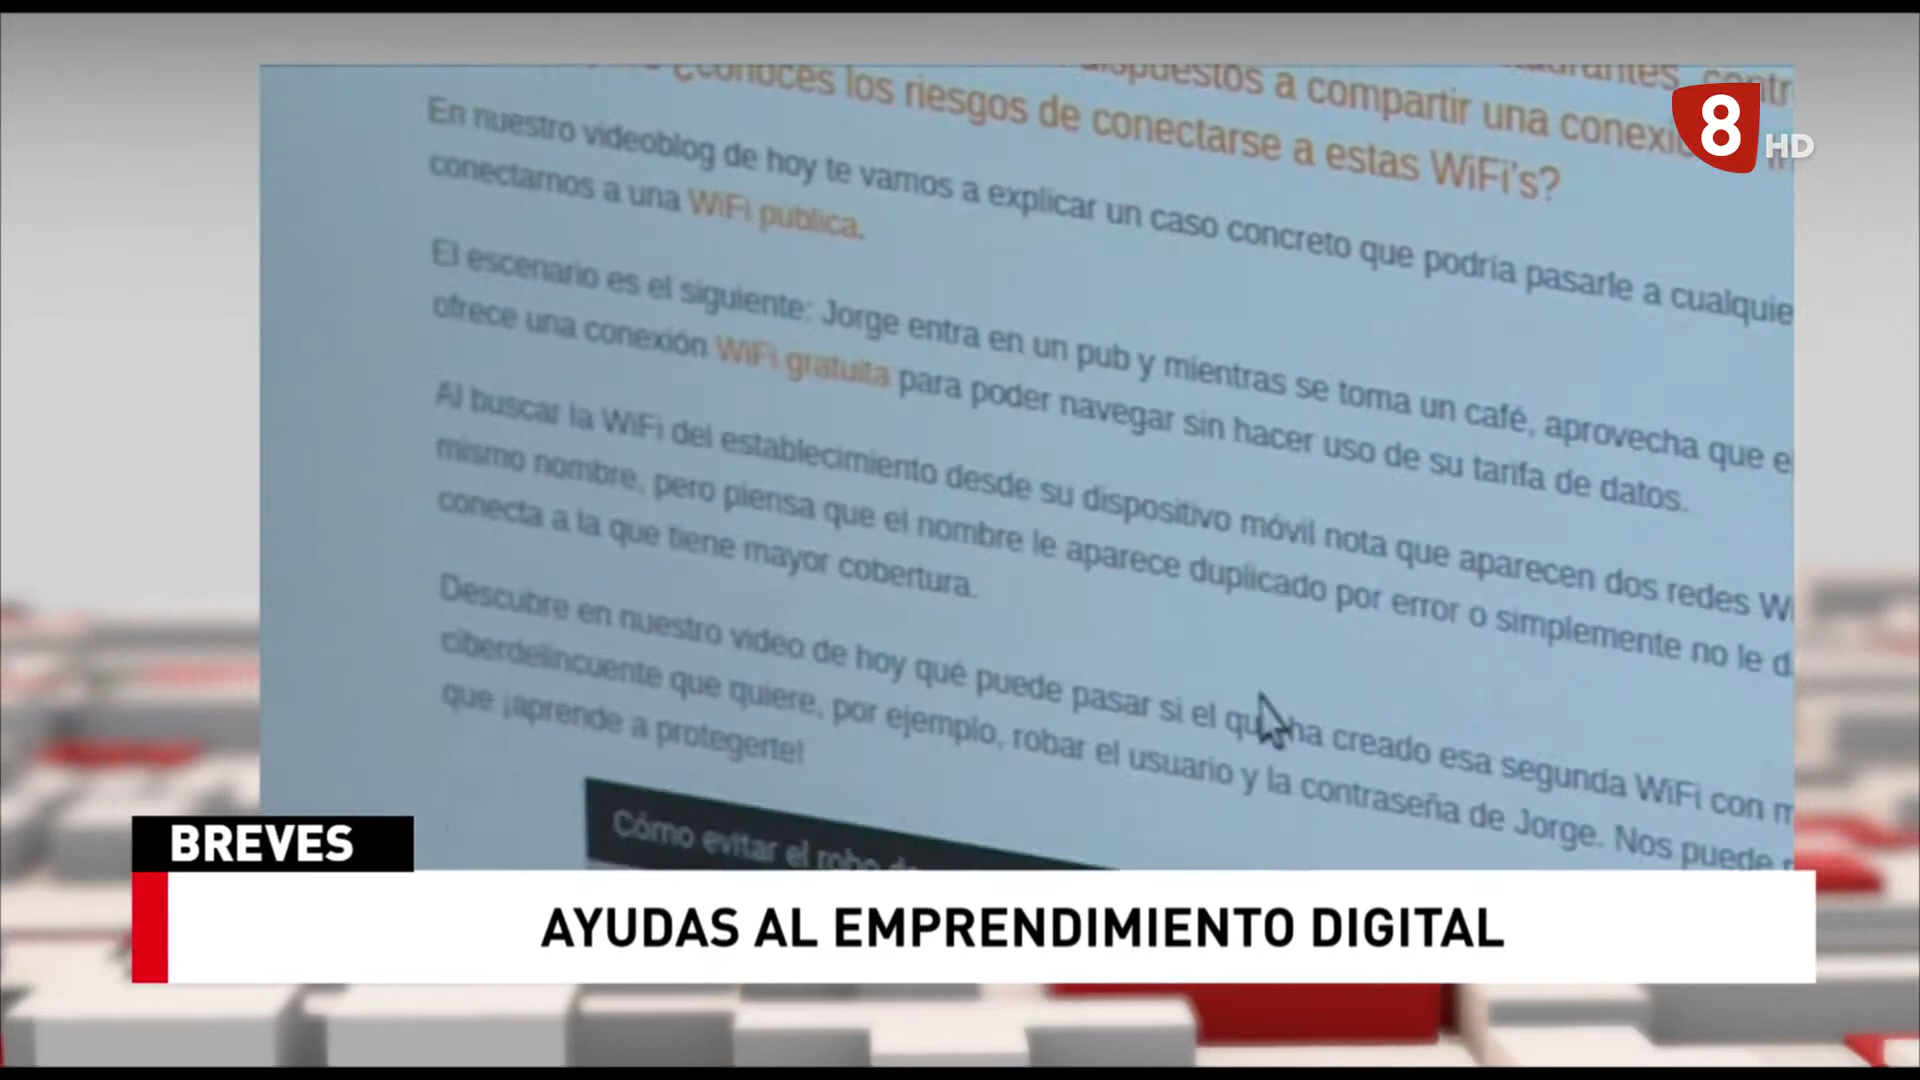 dispuestos a compartir una
¿conoces los riesgos de conectarse a estas WiFi's?
8
HD
En nuestro videoblog de hoy te vamos a explicar un caso concreto que podría pasarle a cualquie
conectarnos a una WiFi pública.
El escenario es el siguiente: Jorge entra en un pub y mientras se toma un café, aprovecha que e
ofrece una conexión WiFi gratuita para poder navegar sin hacer uso de su tarifa de datos.
Al buscar la WiFi del establecimiento desde su dispositivo móvil nota que aparecen dos redes Wi
mismo nombre, pero piensa que el nombre le aparece duplicado por error o simplemente no le d
conecta a la que tiene mayor cobertura.
Descubre en nuestro video de hoy qué puede pasar si el que ha creado esa segunda WiFi con m
ciberdelincuente que quiere, por ejemplo, robar el usuario y la contraseña de Jorge. Nos puede
que ¡aprende a protegerte!
Cómo evitar el robo de
BREVES
AYUDAS AL EMPRENDIMIENTO DIGITAL